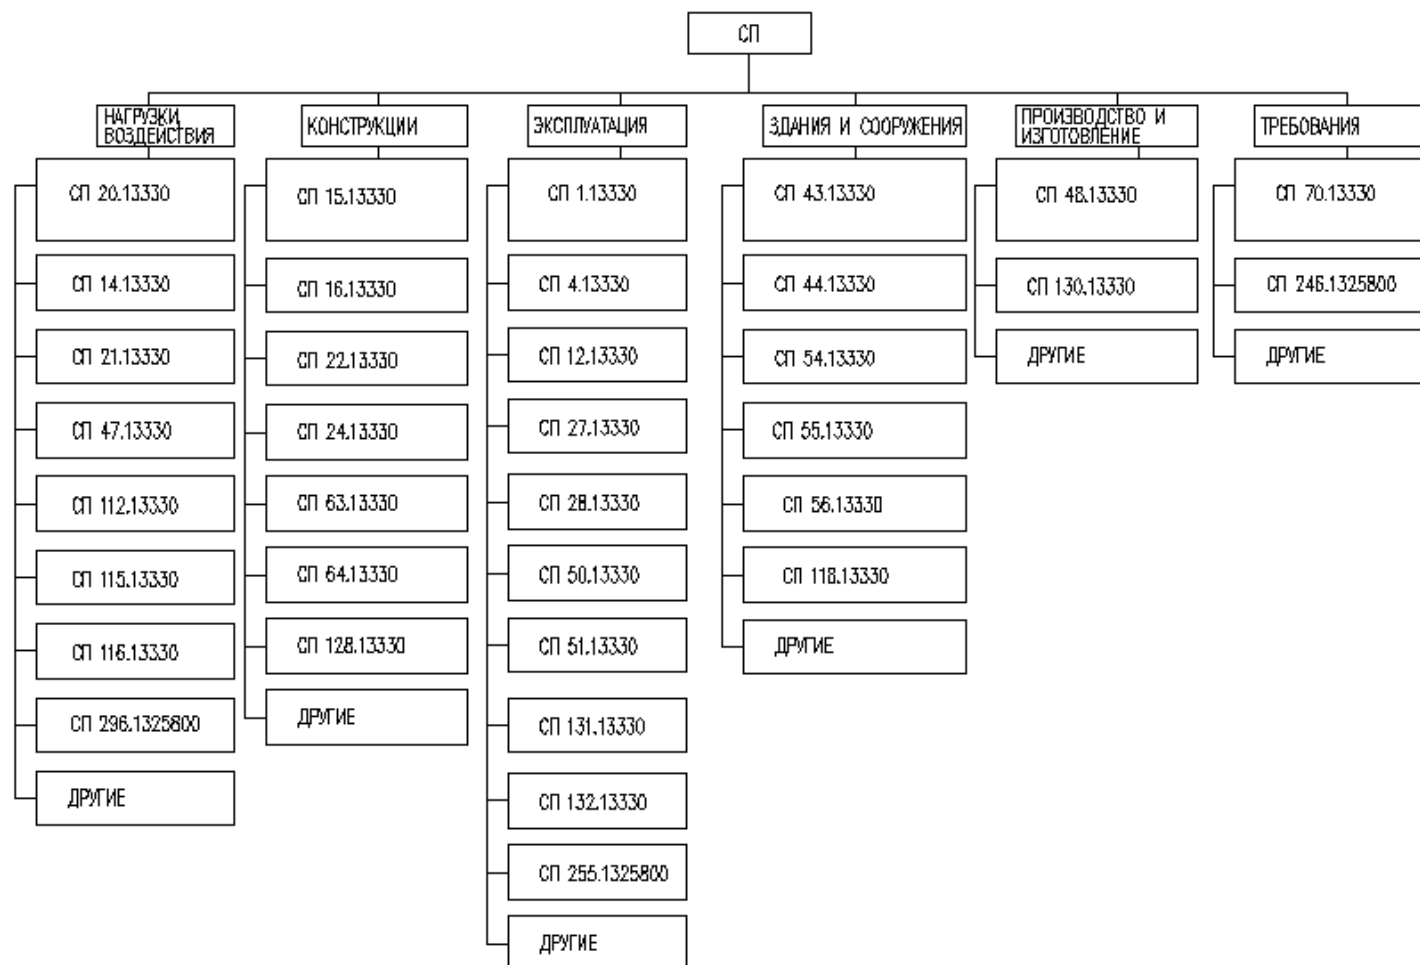 СП
НАГРУЗКИ,
ВОЗДЕЙСТВИЯ
СП 20.13330
СП 14.13330
СП 21.13330
СП 47.13330
СП 112.13330
СП 115.13330
СП 116.13330
СП 296.1325800
ДРУГИЕ
КОНСТРУКЦИИ
СП 15.13330
СП 16.13330
СП 22.13330
СП 24.13330
СП 63.13330
СП 64.13330
СП 128.13330
ДРУГИЕ
ЭКСПЛУАТАЦИЯ
СП 1.13330
СП 4.13330
СП 12.13330
СП 27.13330
СП 28.13330
СП 50.13330
СП 51.13330
СП 131.13330
СП 132.13330
СП 255.1325800
ДРУГИЕ
ЗДАНИЯ И СООРУЖЕНИЯ
СП 43.13330
СП 44.13330
СП 54.13330
СП 55.13330
СП 56.13330
СП 118.13330
ДРУГИЕ
ПРОИЗВОДСТВО И
ИЗГОТОВЛЕНИЕ
СП 48.13330
СП 130.13330
ДРУГИЕ
ТРЕБОВАНИЯ
СП 70.13330
СП 246.1325800
ДРУГИЕ